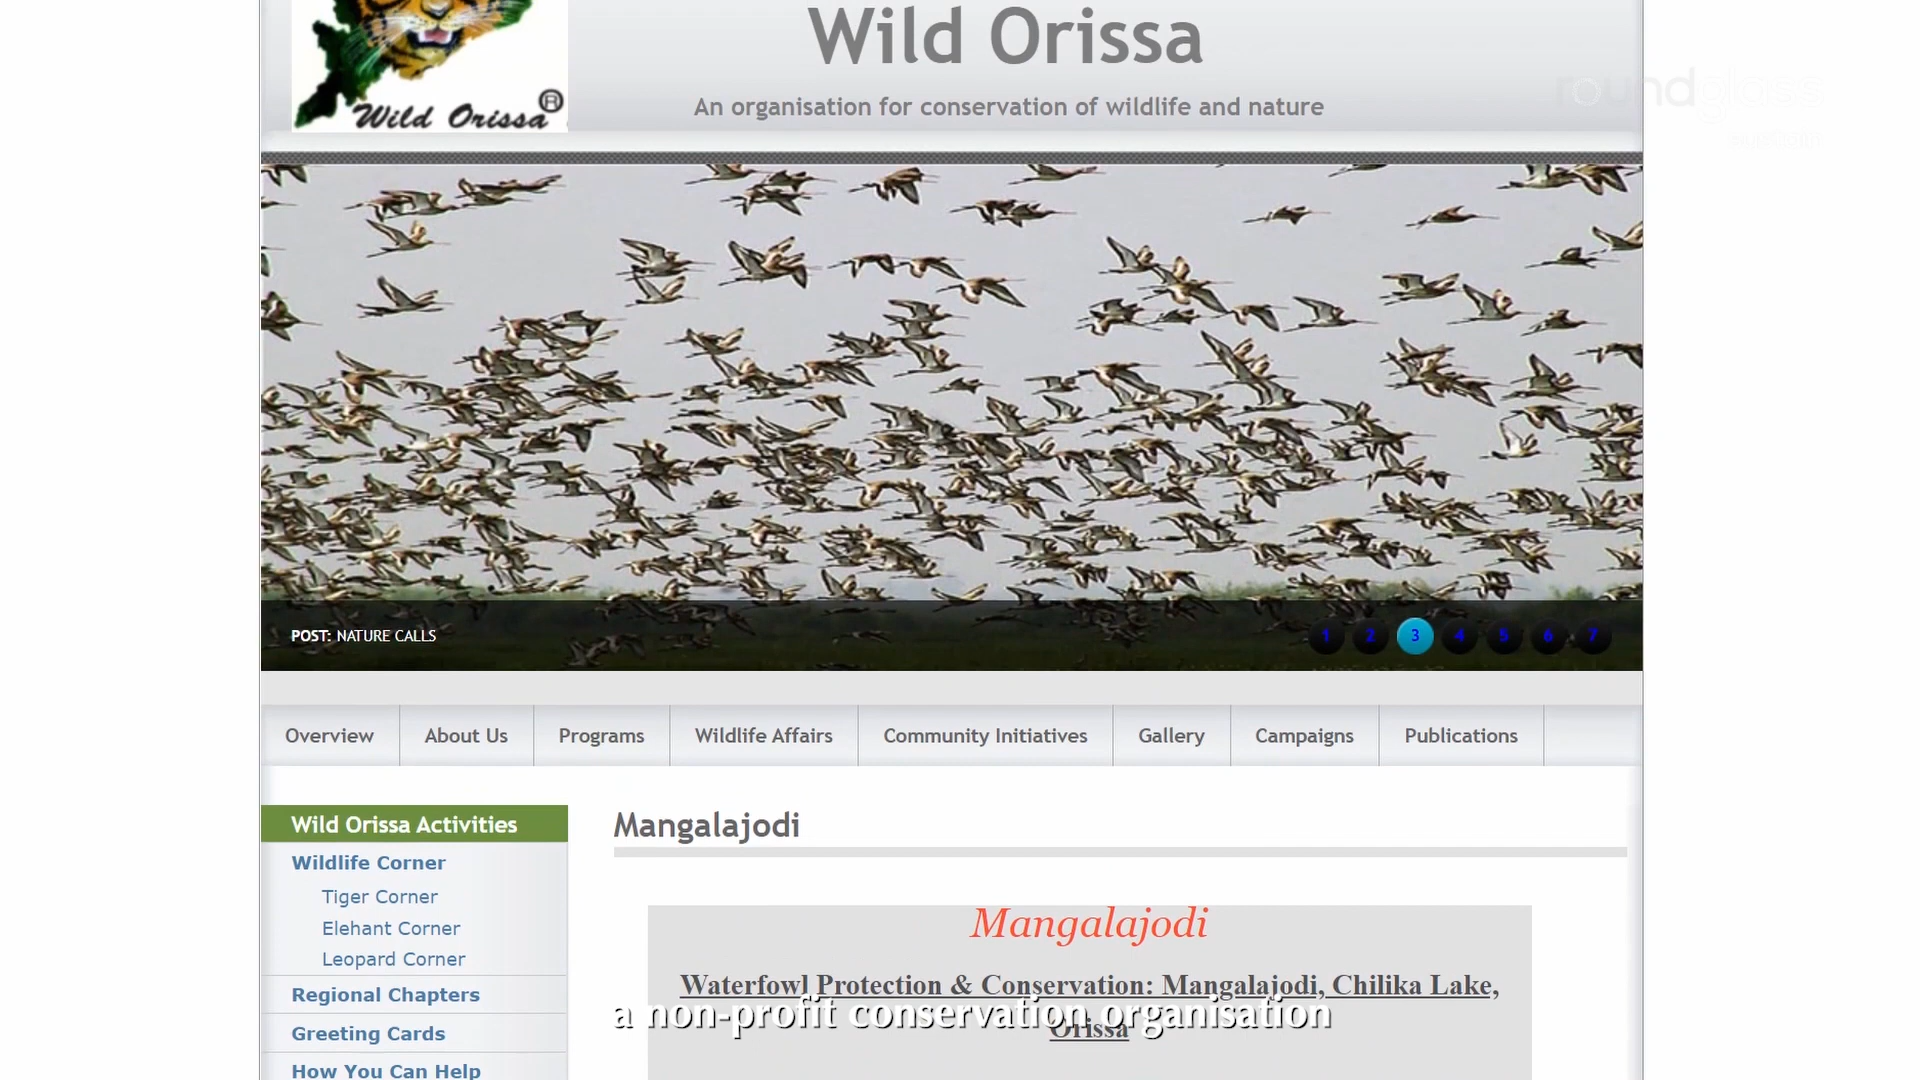 Wild Orissa
Wild Orissa ®
An organisation for conservation of wildlife and nature
roundglass
sustain
POST: NATURE CALLS
1 2 3 4 5 6 7
Overview
About Us
Programs
Wildlife Affairs
Community Initiatives
Gallery
Campaigns
Publications
Wild Orissa Activities
Wildlife Corner
Tiger Corner
Elehant Corner
Leopard Corner
Regional Chapters
Greeting Cards
How You Can Help
Mangalajodi
Mangalajodi
Waterfowl Protection & Conservation: Mangalajodi, Chilika Lake,
Orissa
a non-profit conservation organisation